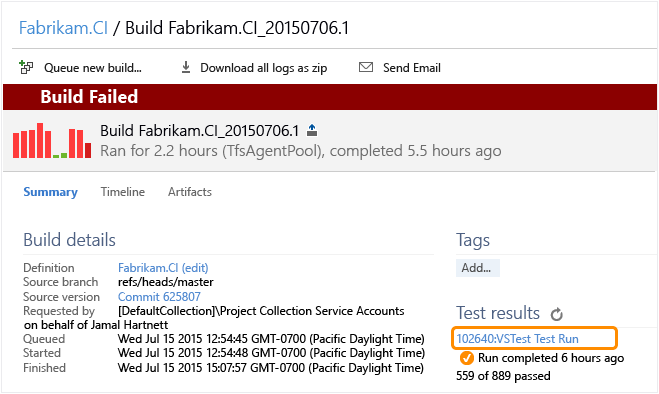 Fabrikam.CI / Build Fabrikam.CI_20150706.1
Queue new build... Download all logs as zip Send Email
Build Failed
Build Fabrikam.CI_20150706.1
Ran for 2.2 hours (TfsAgentPool), completed 5.5 hours ago
Summary Timeline Artifacts
Build details
Definition Fabrikam.CI (edit)
Source branch refs/heads/master
Source version Commit 625807
Requested by [DefaultCollection]\Project Collection Service Accounts
on behalf of Jamal Hartnett
Queued Wed Jul 15 2015 12:54:45 GMT-0700 (Pacific Daylight Time)
Started Wed Jul 15 2015 12:54:48 GMT-0700 (Pacific Daylight Time)
Finished Wed Jul 15 2015 15:07:57 GMT-0700 (Pacific Daylight Time)
Tags
Add...
Test results
102640:VSTest Test Run
Run completed 6 hours ago
559 of 889 passed